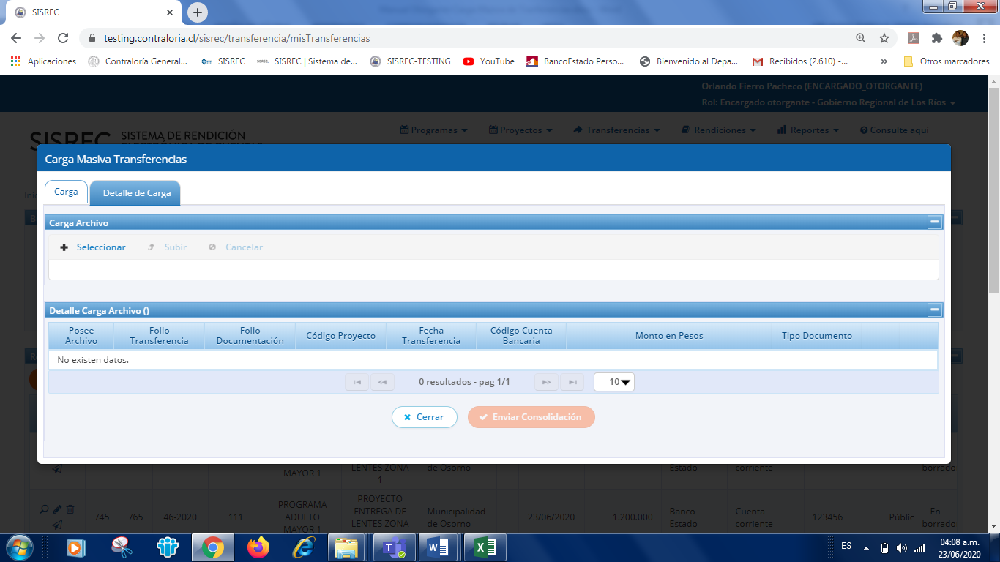 SISREC
testing.contraloria.cl/sisrec/transferencia/misTransferencias
Aplicaciones
Contraloría General...
SISREC
SISREC | Sistema de...
SISREC-TESTING
YouTube
BancoEstado Perso...
Bienvenido al Depa...
Recibidos (2.610) -...
»
Otros marcadores
Orlando Fierro Pacheco (ENCARGADO_OTORGANTE)
Rol: Encargado otorgante - Gobierno Regional de Los Ríos
SISREC SISTEMA DE RENDICIÓN
Programas
Proyectos
Transferencias
Rendiciones
Reportes
Consulte aquí
Carga Masiva Transferencias
Carga
Detalle de Carga
Carga Archivo
Seleccionar
Subir
Cancelar
Detalle Carga Archivo ()
Posee Archivo
Folio Transferencia
Folio Documentación
Código Proyecto
Fecha Transferencia
Código Cuenta Bancaria
Monto en Pesos
Tipo Documento
No existen datos.
0 resultados - pag 1/1
10
Cerrar
Enviar Consolidación
MAYOR 1
LENTES ZONA 1
de Osorno
Estado
corriente
borrado
745
765
46-2020
111
PROGRAMA ADULTO MAYOR 1
PROYECTO ENTREGA DE LENTES ZONA
Municipalidad de Osorno
23/06/2020
1.200.000
Banco Estado
Cuenta corriente
123456
Públic
En borrado
ES
04:08 a.m.
23/06/2020